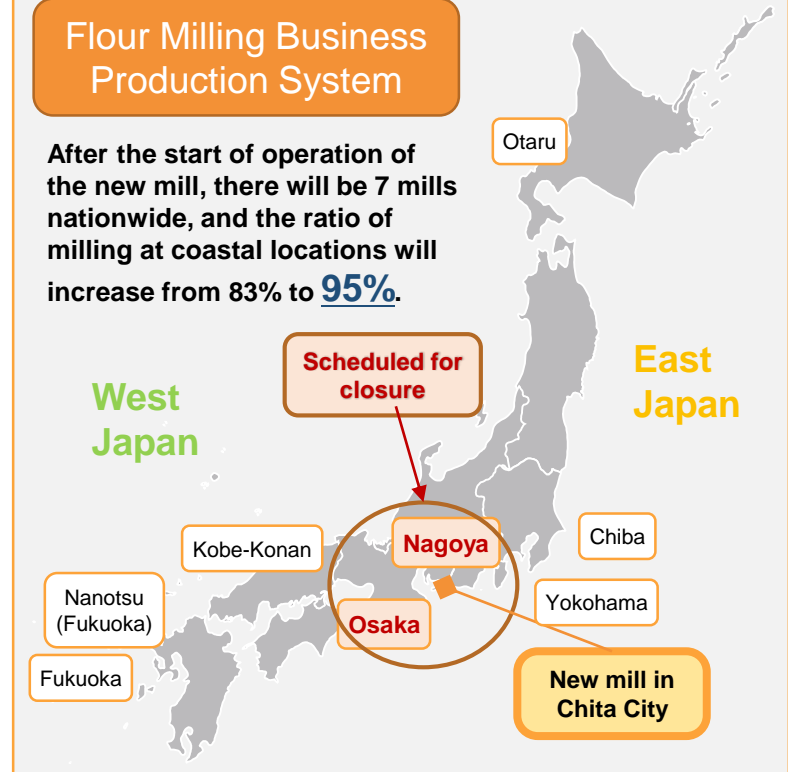 Flour Milling Business
Production System
After the start of operation of
the new mill, there will be 7 mills
nationwide, and the ratio of
milling at coastal locations will
increase from 83% to 95%.
Otaru
Scheduled for
closure
East
Japan
West
Japan
Nagoya
Chiba
Kobe-Konan
Nanotsu
(Fukuoka)
Yokohama
Osaka
Fukuoka
New mill in
Chita City